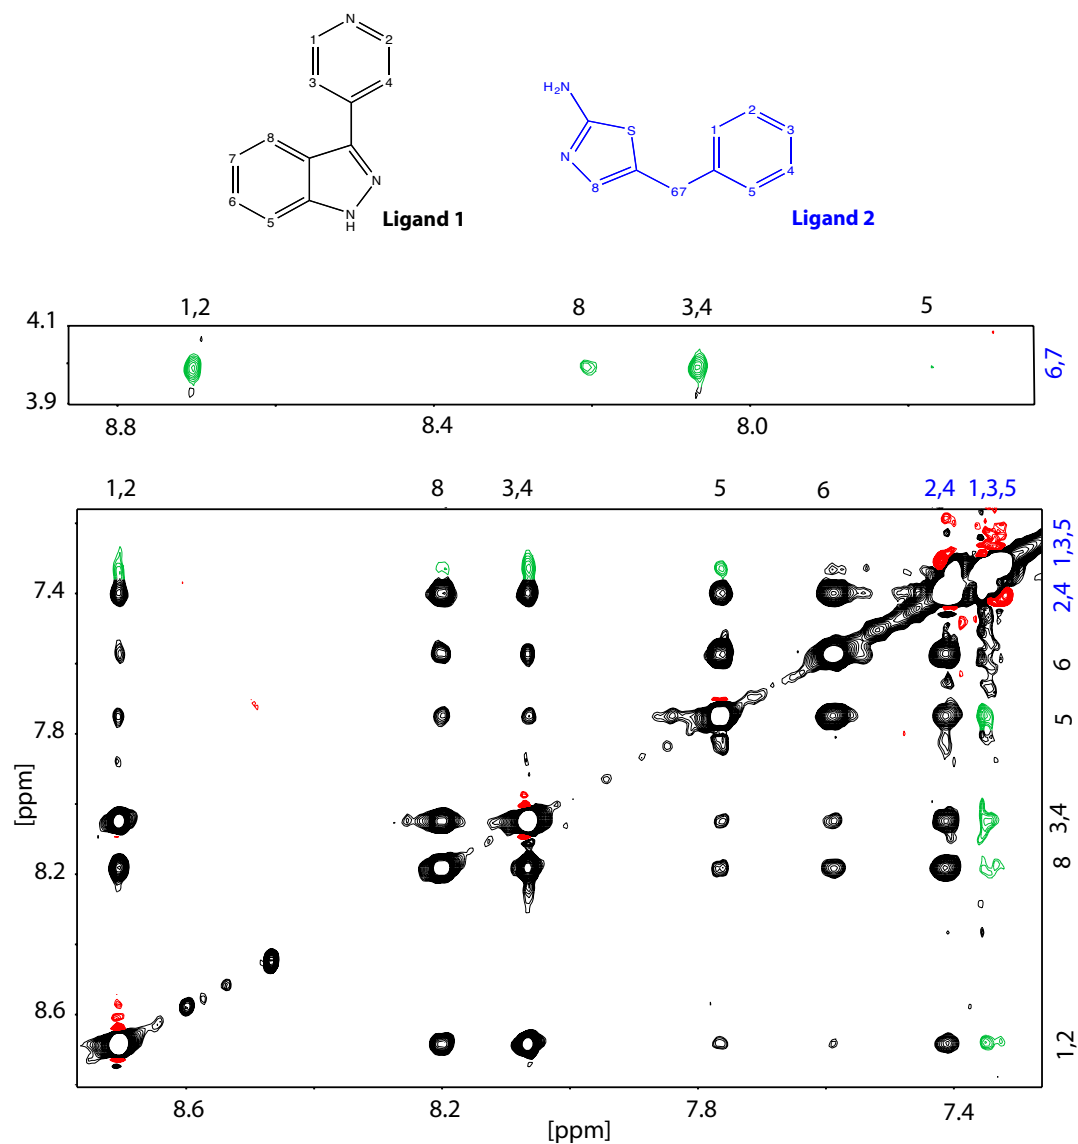 N
1 2
3 4
8
7
N
6
5
N
H
Ligand 1
H₂N
S
N
8
67
1
2
3
4
5
Ligand 2
1,2 8 3,4 5
4.1
6,7
3.9
8.8 8.4 8.0
1,2 8 3,4 5 6 2,4 1,3,5
1,3,5
7.4
2,4
6
7.8
5
[ppm]
3,4
8.2
8
8.6
1,2
8.6 8.2 7.8 7.4
[ppm]